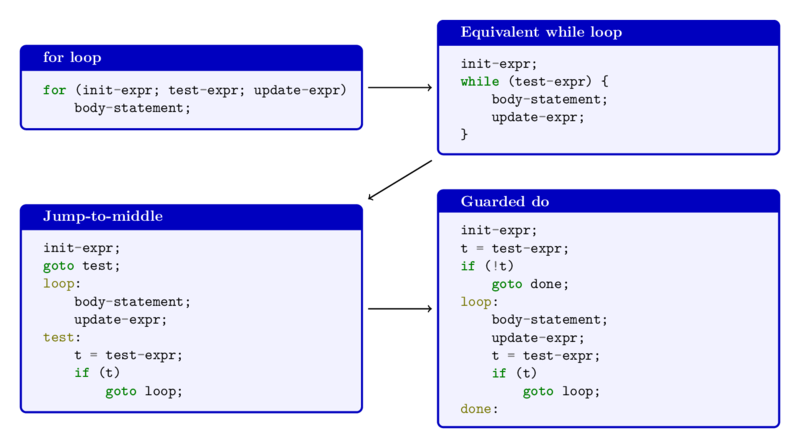 for loop
for (init-expr; test-expr; update-expr)
    body-statement;
Equivalent while loop
init-expr;
while (test-expr) {
    body-statement;
    update-expr;
}
Jump-to-middle
init-expr;
goto test;
loop:
    body-statement;
    update-expr;
test:
    t = test-expr;
    if (t)
        goto loop;
Guarded do
init-expr;
t = test-expr;
if (!t)
    goto done;
loop:
    body-statement;
    update-expr;
    t = test-expr;
    if (t)
        goto loop;
done: